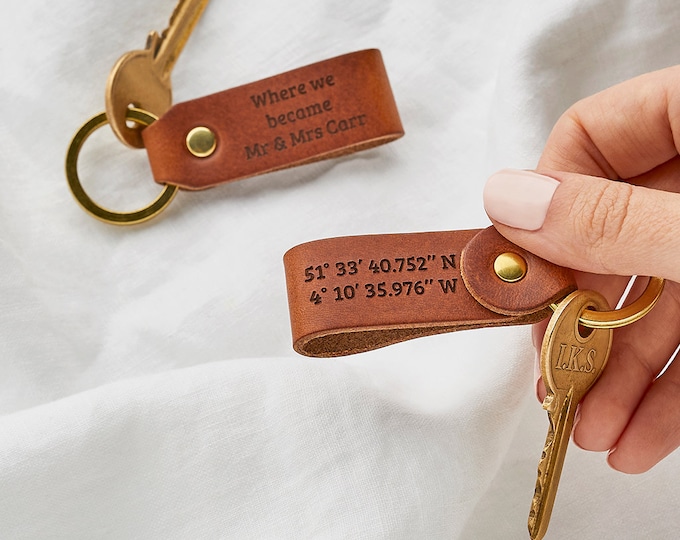 Where we
became
Mr & Mrs Carr
51° 33′ 40.752″ N
4° 10′ 35.976″ W
I.K.S.